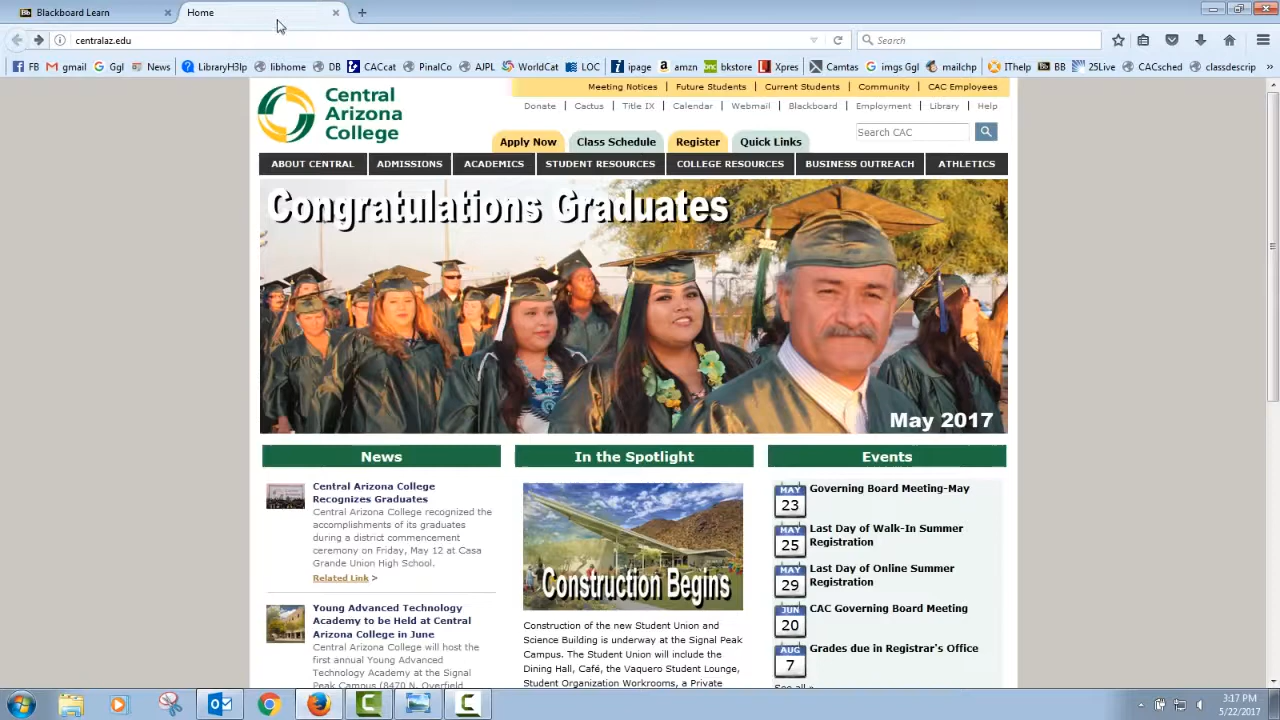 Blackboard Learn
Home
centralaz.edu
Search
FB
gmail
Ggl
News
LibraryH3lp
libhome
DB
CACcat
PinalCo
AJPL
WorldCat
LOC
ipage
amzn
bkstore
Xpres
Camtas
imgs Ggl
mailchp
IThelp
BB
25Live
CACsched
classdescrip
Central
Arizona
College
Meeting Notices | Future Students | Current Students | Community | CAC Employees
Donate | Cactus | Title IX | Calendar | Webmail | Blackboard | Employment | Library | Help
Search CAC
Apply Now
Class Schedule
Register
Quick Links
ABOUT CENTRAL
ADMISSIONS
ACADEMICS
STUDENT RESOURCES
COLLEGE RESOURCES
BUSINESS OUTREACH
ATHLETICS
Congratulations Graduates
May 2017
News
Central Arizona College
Recognizes Graduates
Central Arizona College recognized the
accomplishments of its graduates
during a district commencement
ceremony on Friday, May 12 at Casa
Grande Union High School.
Related Link >
Young Advanced Technology
Academy to be Held at Central
Arizona College in June
Central Arizona College will host the
first annual Young Advanced
Technology Academy at the Signal
Peak Campus (8470 N. Overfield
In the Spotlight
Construction Begins
Construction of the new Student Union and
Science Building is underway at the Signal Peak
Campus. The Student Union will include the
Dining Hall, Café, the Vaquero Student Lounge,
Student Organization Workrooms, a Private
Events
MAY
23
Governing Board Meeting-May
MAY
25
Last Day of Walk-In Summer
Registration
MAY
29
Last Day of Online Summer
Registration
JUN
20
CAC Governing Board Meeting
AUG
7
Grades due in Registrar's Office
See all >
3:17 PM
5/22/2017